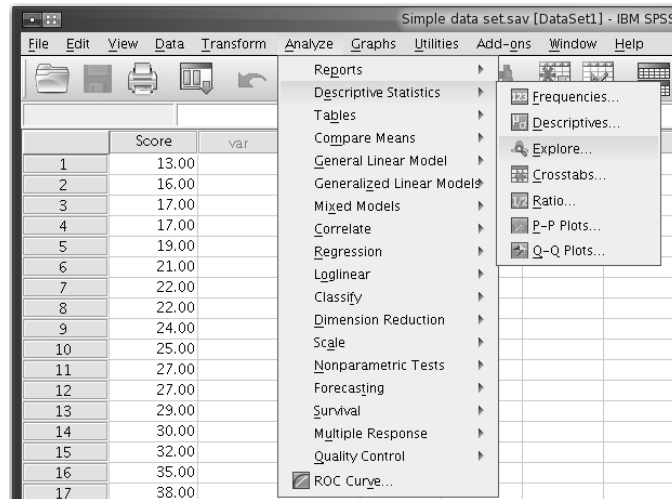 Simple data set.sav [DataSet1] - IBM SPSS
File Edit View Data Transform Analyze Graphs Utilities Add-ons Window Help
Reports
Descriptive Statistics
Tables
Compare Means
General Linear Model
Generalized Linear Models
Mixed Models
Correlate
Regression
Loglinear
Classify
Dimension Reduction
Scale
Nonparametric Tests
Forecasting
Survival
Multiple Response
Quality Control
ROC Curve...
123 Frequencies...
Descriptives...
Explore...
Crosstabs...
1/2 Ratio...
P-P Plots...
Q-Q Plots...
Score var
1 13.00
2 16.00
3 17.00
4 17.00
5 19.00
6 21.00
7 22.00
8 22.00
9 24.00
10 25.00
11 27.00
12 27.00
13 29.00
14 30.00
15 32.00
16 35.00
17 38.00